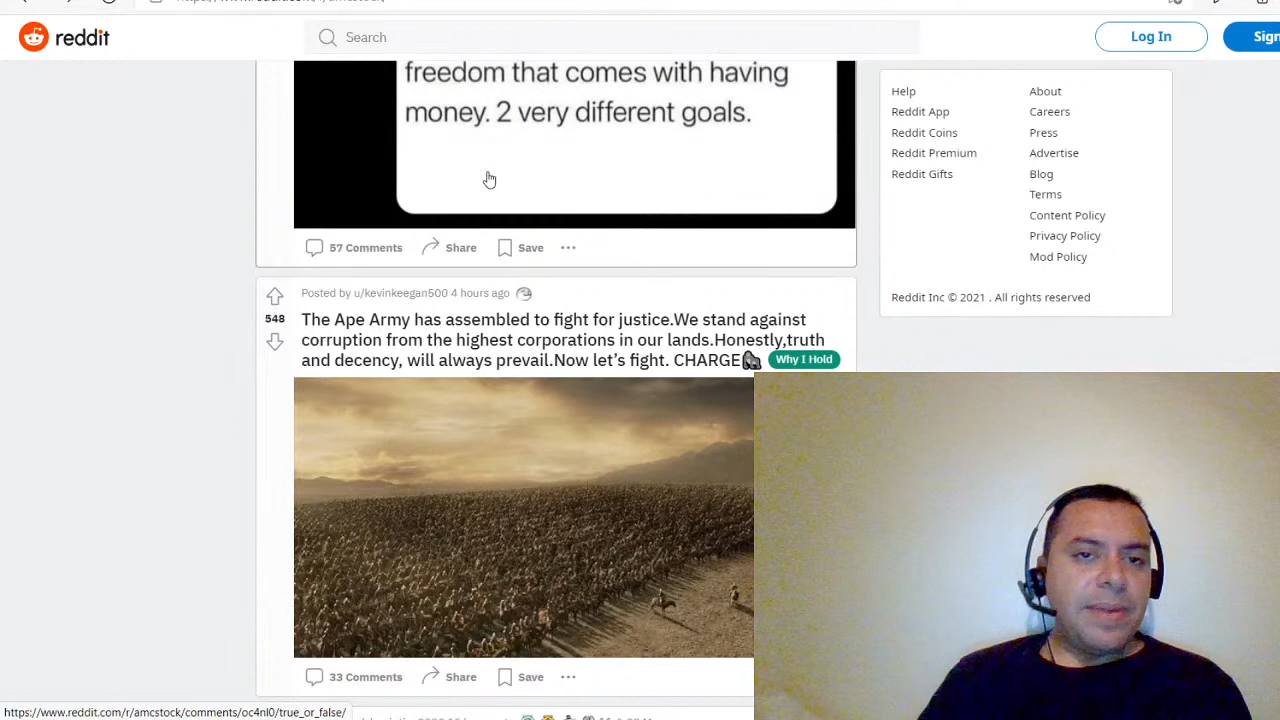 reddit
Search
Log In
Sign
freedom that comes with having
money. 2 very different goals.
57 Comments
Share
Save
Posted by u/kevinkeegan500 4 hours ago
548
The Ape Army has assembled to fight for justice.We stand against
corruption from the highest corporations in our lands.Honestly,truth
and decency, will always prevail.Now let's fight. CHARGE🦍 Why I Hold
33 Comments
Share
Save
Help
About
Reddit App
Careers
Reddit Coins
Press
Reddit Premium
Advertise
Reddit Gifts
Blog
Terms
Content Policy
Privacy Policy
Mod Policy
Reddit Inc © 2021 . All rights reserved
https://www.reddit.com/r/amcstock/comments/oc4nl0/true_or_false/